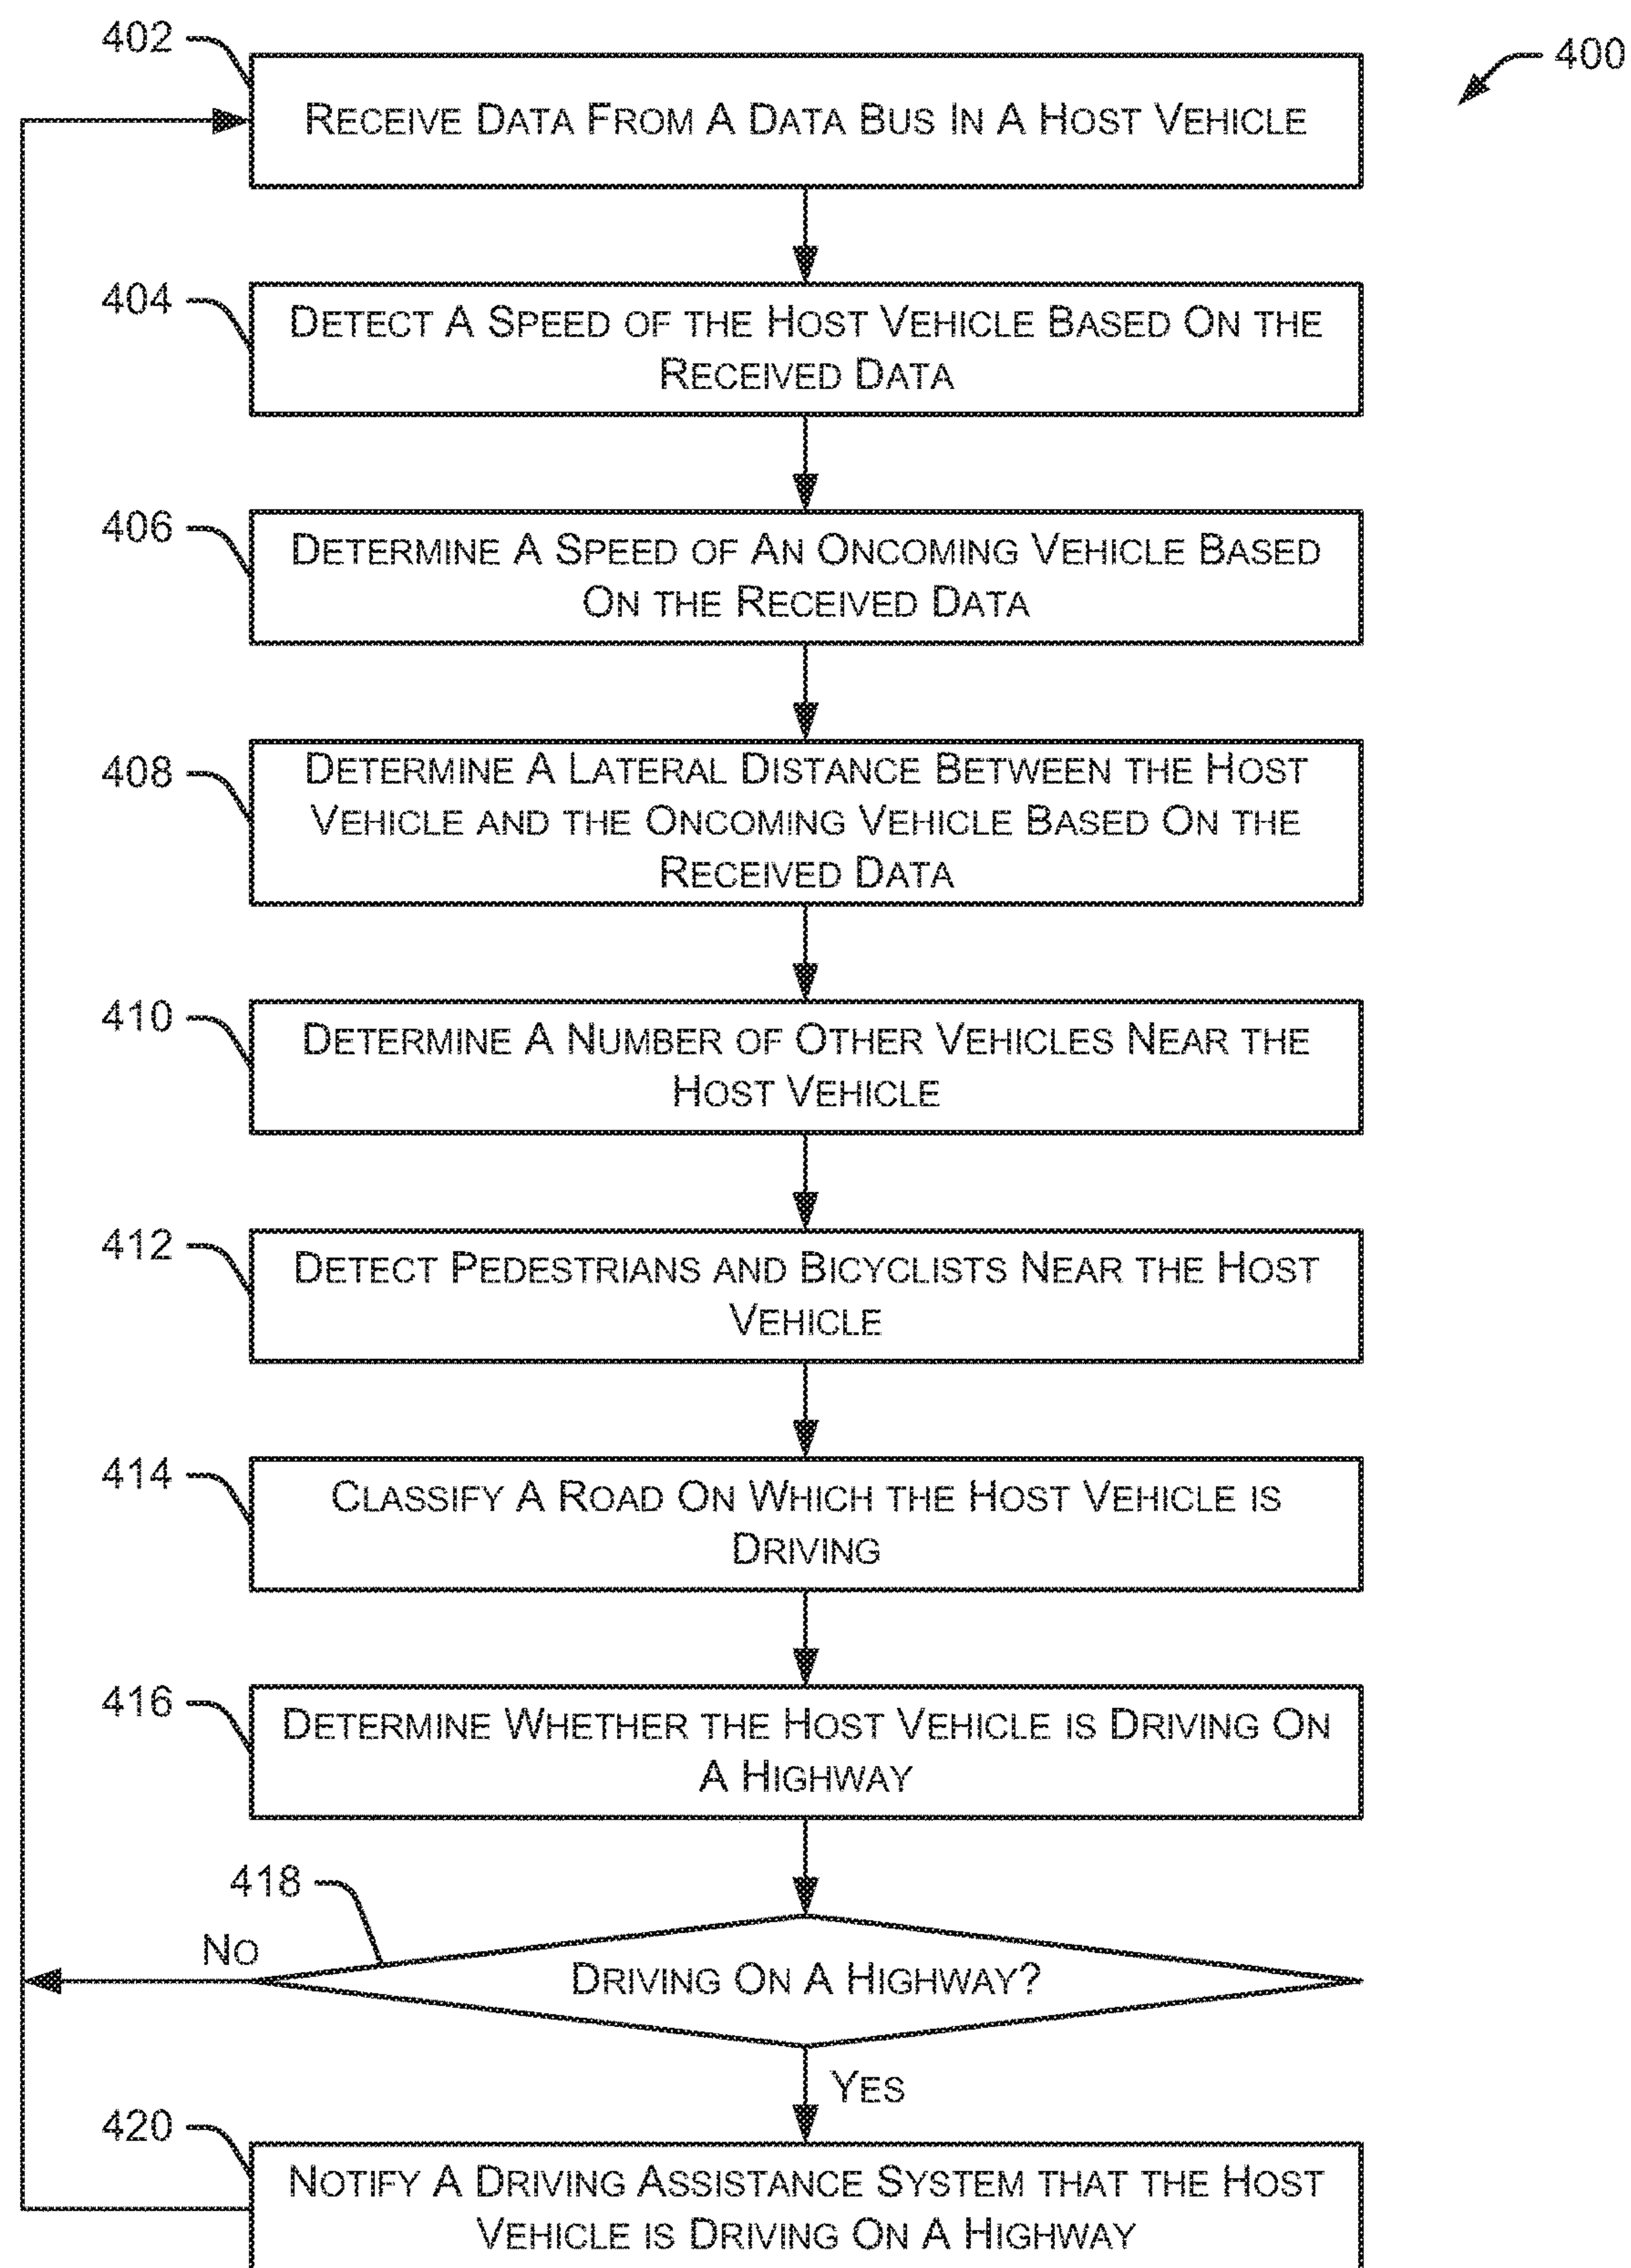 402
400
RECEIVE DATA FROM A DATA BUS IN A HOST VEHICLE
404
DETECT A SPEED OF THE HOST VEHICLE BASED ON THE
RECEIVED DATA
406
DETERMINE A SPEED OF AN ONCOMING VEHICLE BASED
ON THE RECEIVED DATA
408
DETERMINE A LATERAL DISTANCE BETWEEN THE HOST
VEHICLE AND THE ONCOMING VEHICLE BASED ON THE
RECEIVED DATA
410
DETERMINE A NUMBER OF OTHER VEHICLES NEAR THE
HOST VEHICLE
412
DETECT PEDESTRIANS AND BICYCLISTS NEAR THE HOST
VEHICLE
414
CLASSIFY A ROAD ON WHICH THE HOST VEHICLE IS
DRIVING
416
DETERMINE WHETHER THE HOST VEHICLE IS DRIVING ON
A HIGHWAY
418
NO
DRIVING ON A HIGHWAY?
YES
420
NOTIFY A DRIVING ASSISTANCE SYSTEM THAT THE HOST
VEHICLE IS DRIVING ON A HIGHWAY